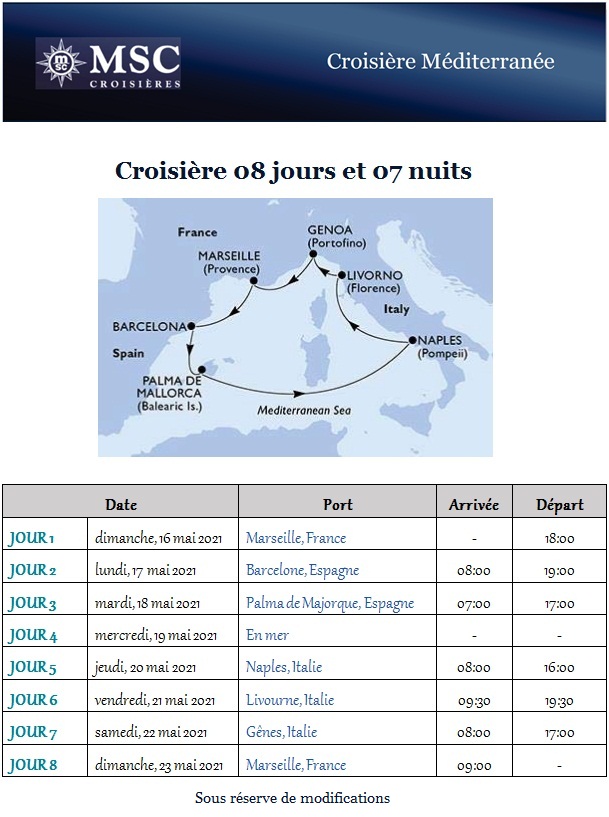 msc
MSC
CROISIÈRES
Croisière Méditerranée
Croisière 08 jours et 07 nuits
France
GENOA
(Portofino)
MARSEILLE
(Provence)
LIVORNO
(Florence)
Italy
BARCELONA
NAPLES
(Pompeii)
Spain
PALMA DE
MALLORCA
(Balearic Is.)
Mediterranean Sea
Date Port Arrivée Départ
JOUR 1 dimanche, 16 mai 2021 Marseille, France - 18:00
JOUR 2 lundi, 17 mai 2021 Barcelone, Espagne 08:00 19:00
JOUR 3 mardi, 18 mai 2021 Palma de Majorque, Espagne 07:00 17:00
JOUR 4 mercredi, 19 mai 2021 En mer - -
JOUR 5 jeudi, 20 mai 2021 Naples, Italie 08:00 16:00
JOUR 6 vendredi, 21 mai 2021 Livourne, Italie 09:30 19:30
JOUR 7 samedi, 22 mai 2021 Gênes, Italie 08:00 17:00
JOUR 8 dimanche, 23 mai 2021 Marseille, France 09:00 -
Sous réserve de modifications